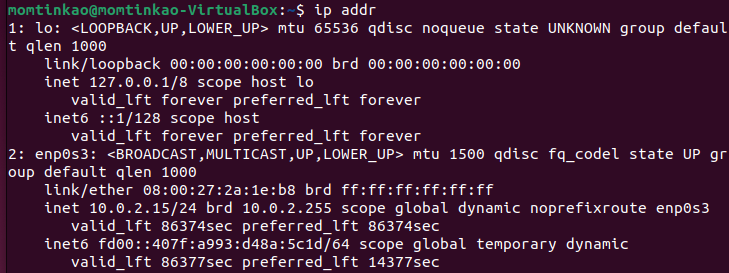 momtinkao@momtinkao-VirtualBox:~$ ip addr
1: lo: <LOOPBACK,UP,LOWER_UP> mtu 65536 qdisc noqueue state UNKNOWN group defaul
t qlen 1000
    link/loopback 00:00:00:00:00:00 brd 00:00:00:00:00:00
    inet 127.0.0.1/8 scope host lo
       valid_lft forever preferred_lft forever
    inet6 ::1/128 scope host
       valid_lft forever preferred_lft forever
2: enp0s3: <BROADCAST,MULTICAST,UP,LOWER_UP> mtu 1500 qdisc fq_codel state UP gr
oup default qlen 1000
    link/ether 08:00:27:2a:1e:b8 brd ff:ff:ff:ff:ff:ff
    inet 10.0.2.15/24 brd 10.0.2.255 scope global dynamic noprefixroute enp0s3
       valid_lft 86374sec preferred_lft 86374sec
    inet6 fd00::407f:a993:d48a:5c1d/64 scope global temporary dynamic
       valid_lft 86377sec preferred_lft 14377sec